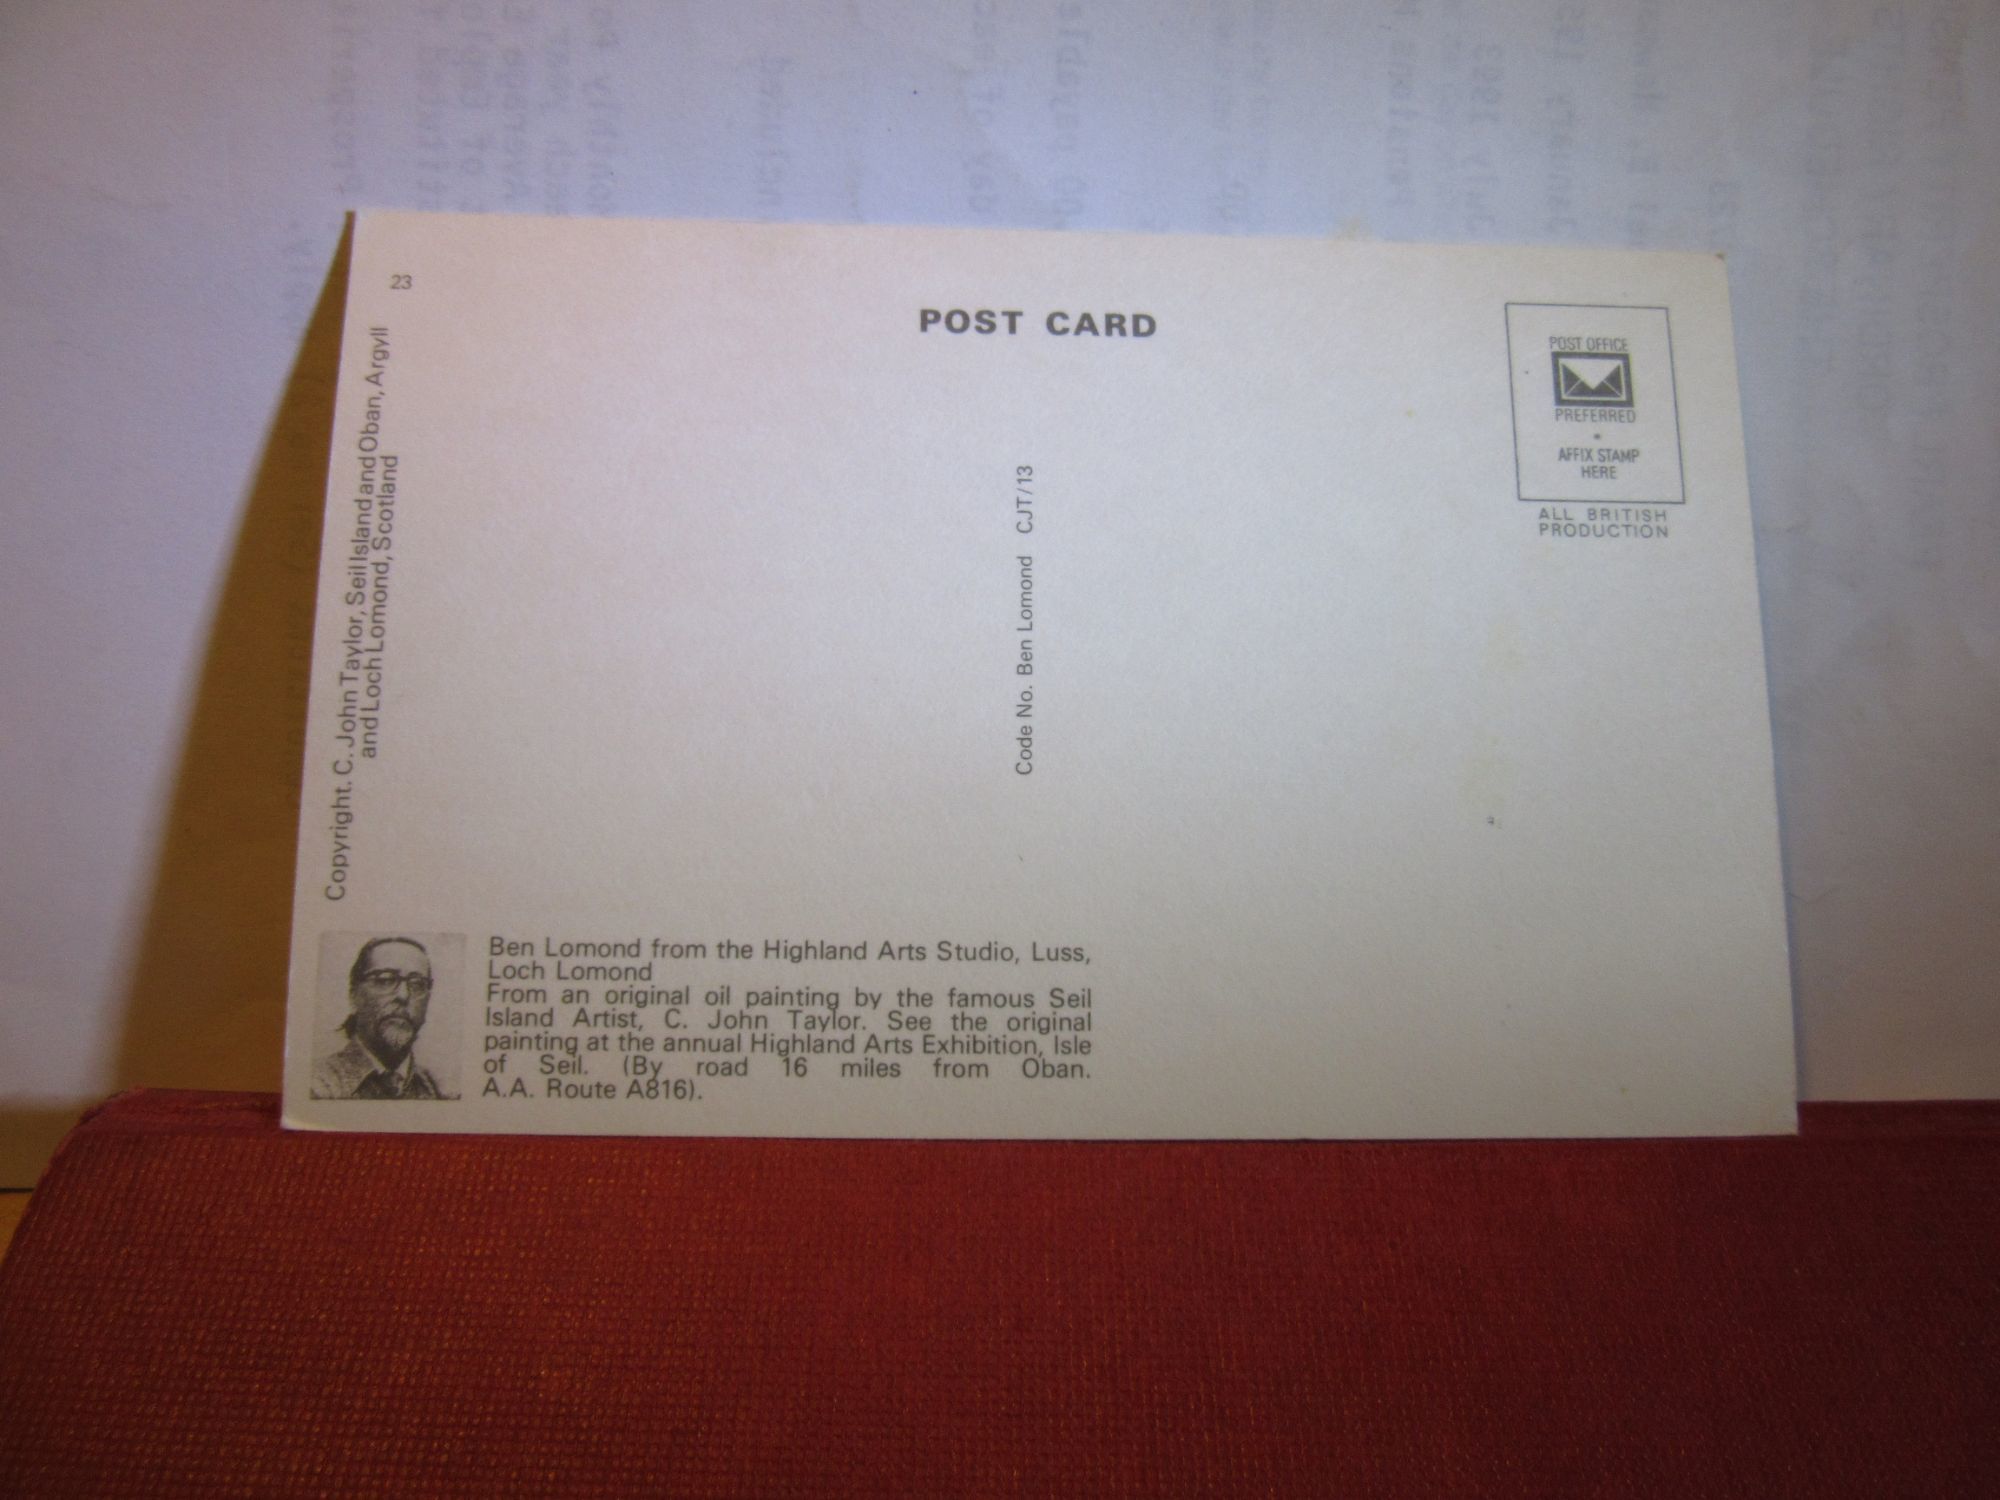 23
POST CARD
POST OFFICE
PREFERRED
AFFIX STAMP
HERE
ALL BRITISH
PRODUCTION
Copyright. C. John Taylor, Seil Island and Oban, Argyll
and Loch Lomond, Scotland
Code No. Ben Lomond CJT/13
Ben Lomond from the Highland Arts Studio, Luss,
Loch Lomond
From an original oil painting by the famous Seil
Island Artist, C. John Taylor. See the original
painting at the annual Highland Arts Exhibition, Isle
of Seil. (By road 16 miles from Oban.
A.A. Route A816).